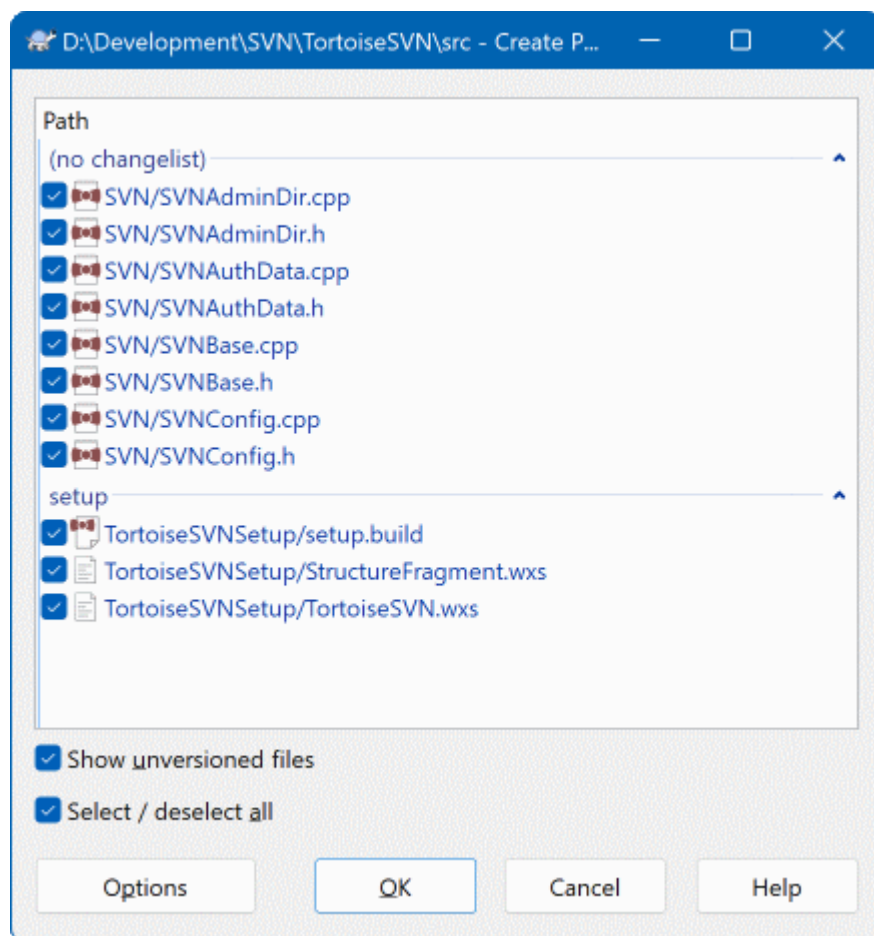 D:\Development\SVN\TortoiseSVN\src - Create P...
Path
(no changelist)
SVN/SVNAdminDir.cpp
SVN/SVNAdminDir.h
SVN/SVNAuthData.cpp
SVN/SVNAuthData.h
SVN/SVNBase.cpp
SVN/SVNBase.h
SVN/SVNConfig.cpp
SVN/SVNConfig.h
setup
TortoiseSVNSetup/setup.build
TortoiseSVNSetup/StructureFragment.wxs
TortoiseSVNSetup/TortoiseSVN.wxs
Show unversioned files
Select / deselect all
Options OK Cancel Help